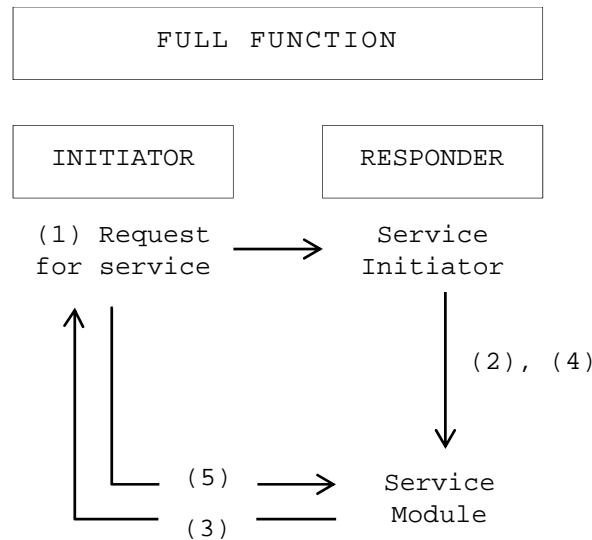 FULL FUNCTION
INITIATOR
RESPONDER
(1) Request
for service
Service
Initiator
(2), (4)
(5)
(3)
Service
Module